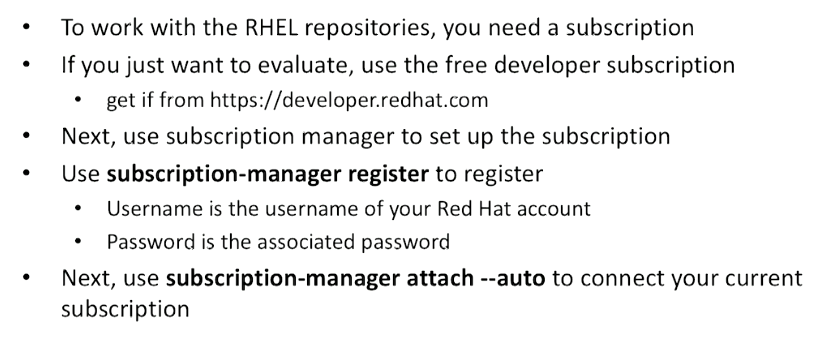 • To work with the RHEL repositories, you need a subscription
• If you just want to evaluate, use the free developer subscription
• get if from https://developer.redhat.com
• Next, use subscription manager to set up the subscription
• Use subscription-manager register to register
• Username is the username of your Red Hat account
• Password is the associated password
• Next, use subscription-manager attach --auto to connect your current
subscription